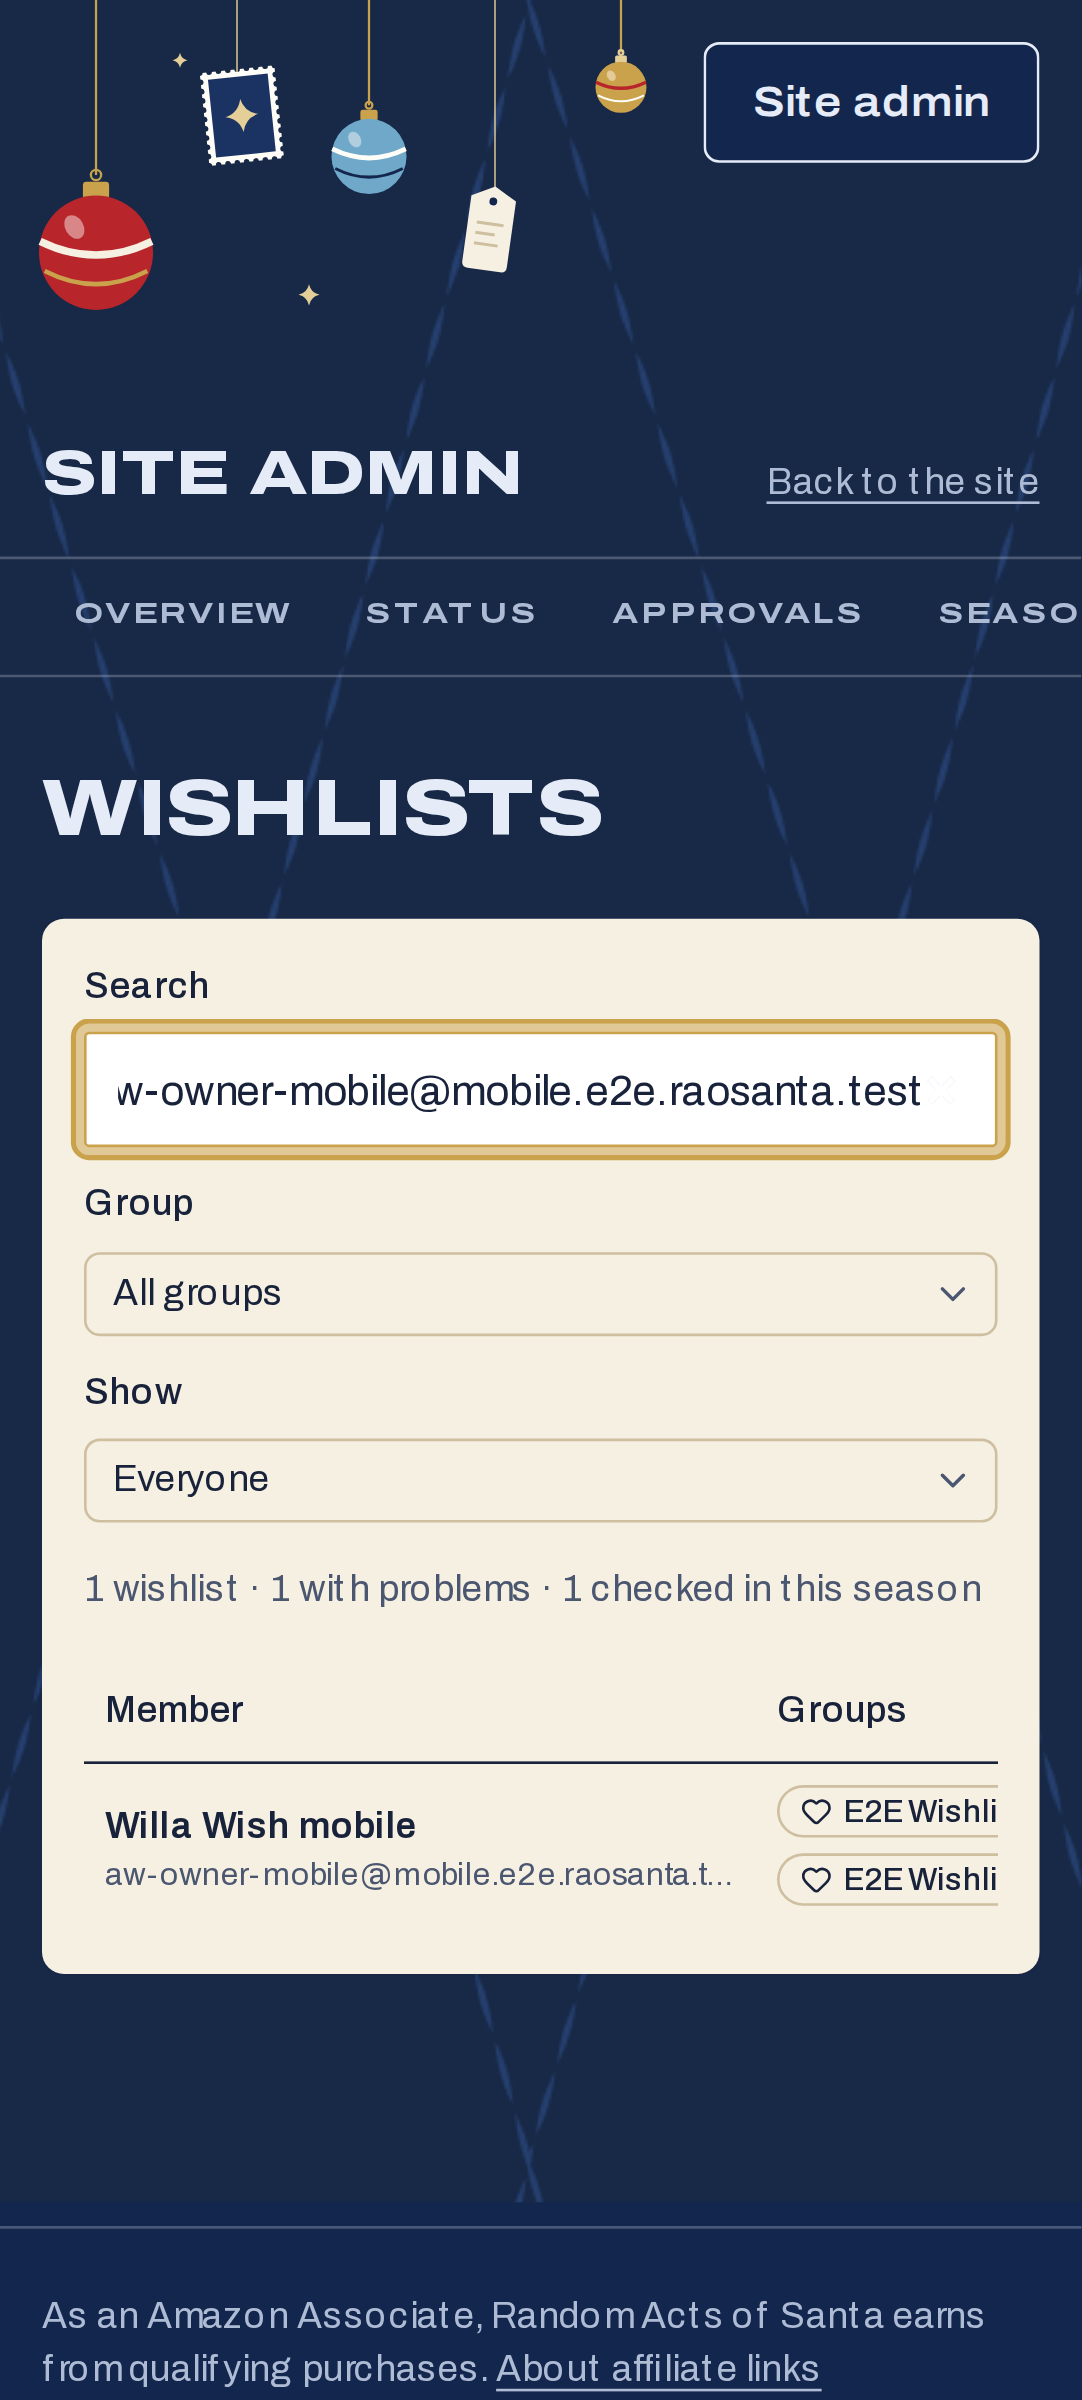 Site admin
SITE ADMIN
Back to the site
OVERVIEW STATUS APPROVALS SEASO
WISHLISTS
Search
w-owner-mobile@mobile.e2e.raosanta.test
Group
All groups
Show
Everyone
1 wishlist · 1 with problems · 1 checked in this season
Member Groups
Willa Wish mobile
aw-owner-mobile@mobile.e2e.raosanta.t...
E2E Wishli
E2E Wishli
As an Amazon Associate, Random Acts of Santa earns
from qualifying purchases. About affiliate links